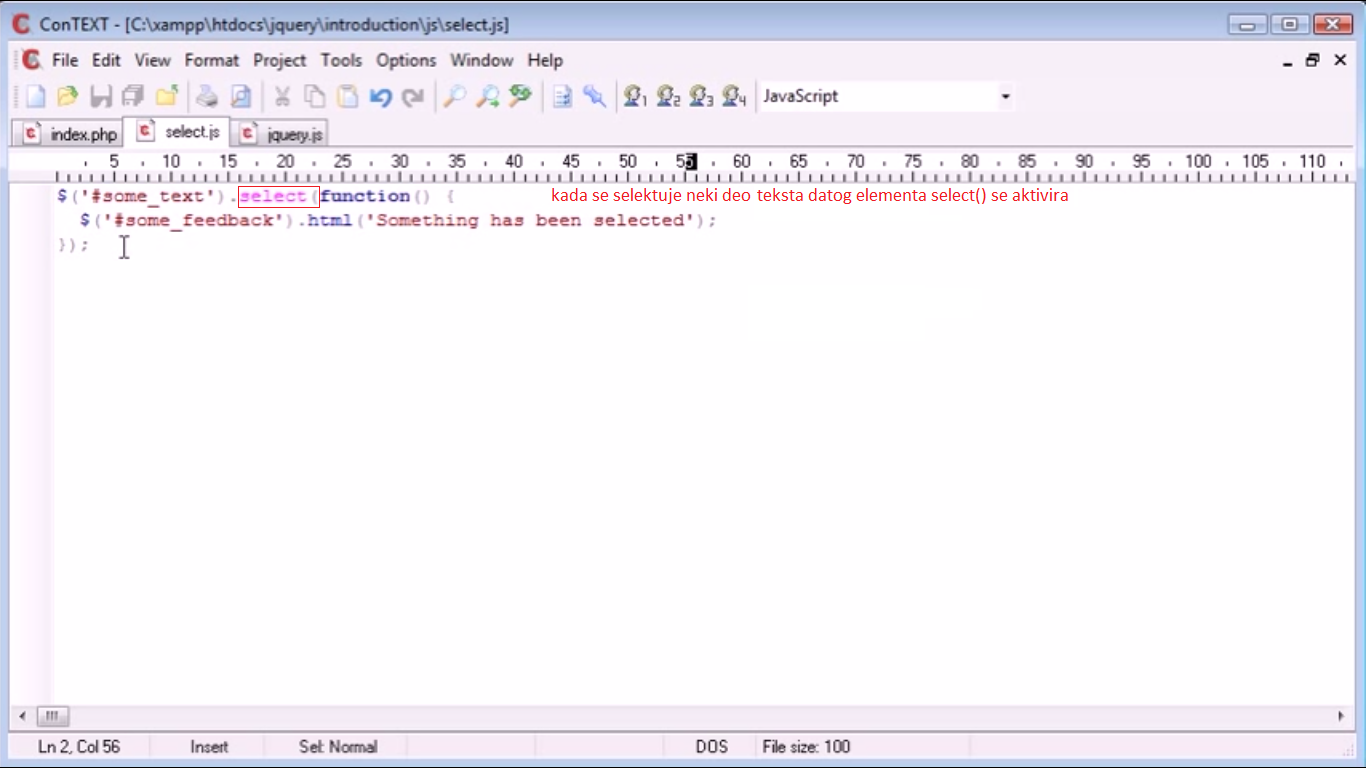 ConTEXT - [C:\xampp\htdocs\jquery\introduction\js\select.js]
File Edit View Format Project Tools Options Window Help
1 2 3 4 JavaScript
index.php select.js jquery.js
5 10 15 20 25 30 35 40 45 50 55 60 65 70 75 80 85 90 95 100 105 110
$('#some_text').select(function() { kada se selektuje neki deo teksta datog elementa select() se aktivira
$('#some_feedback').html('Something has been selected');
});
Ln 2, Col 56 Insert Sel: Normal DOS File size: 100